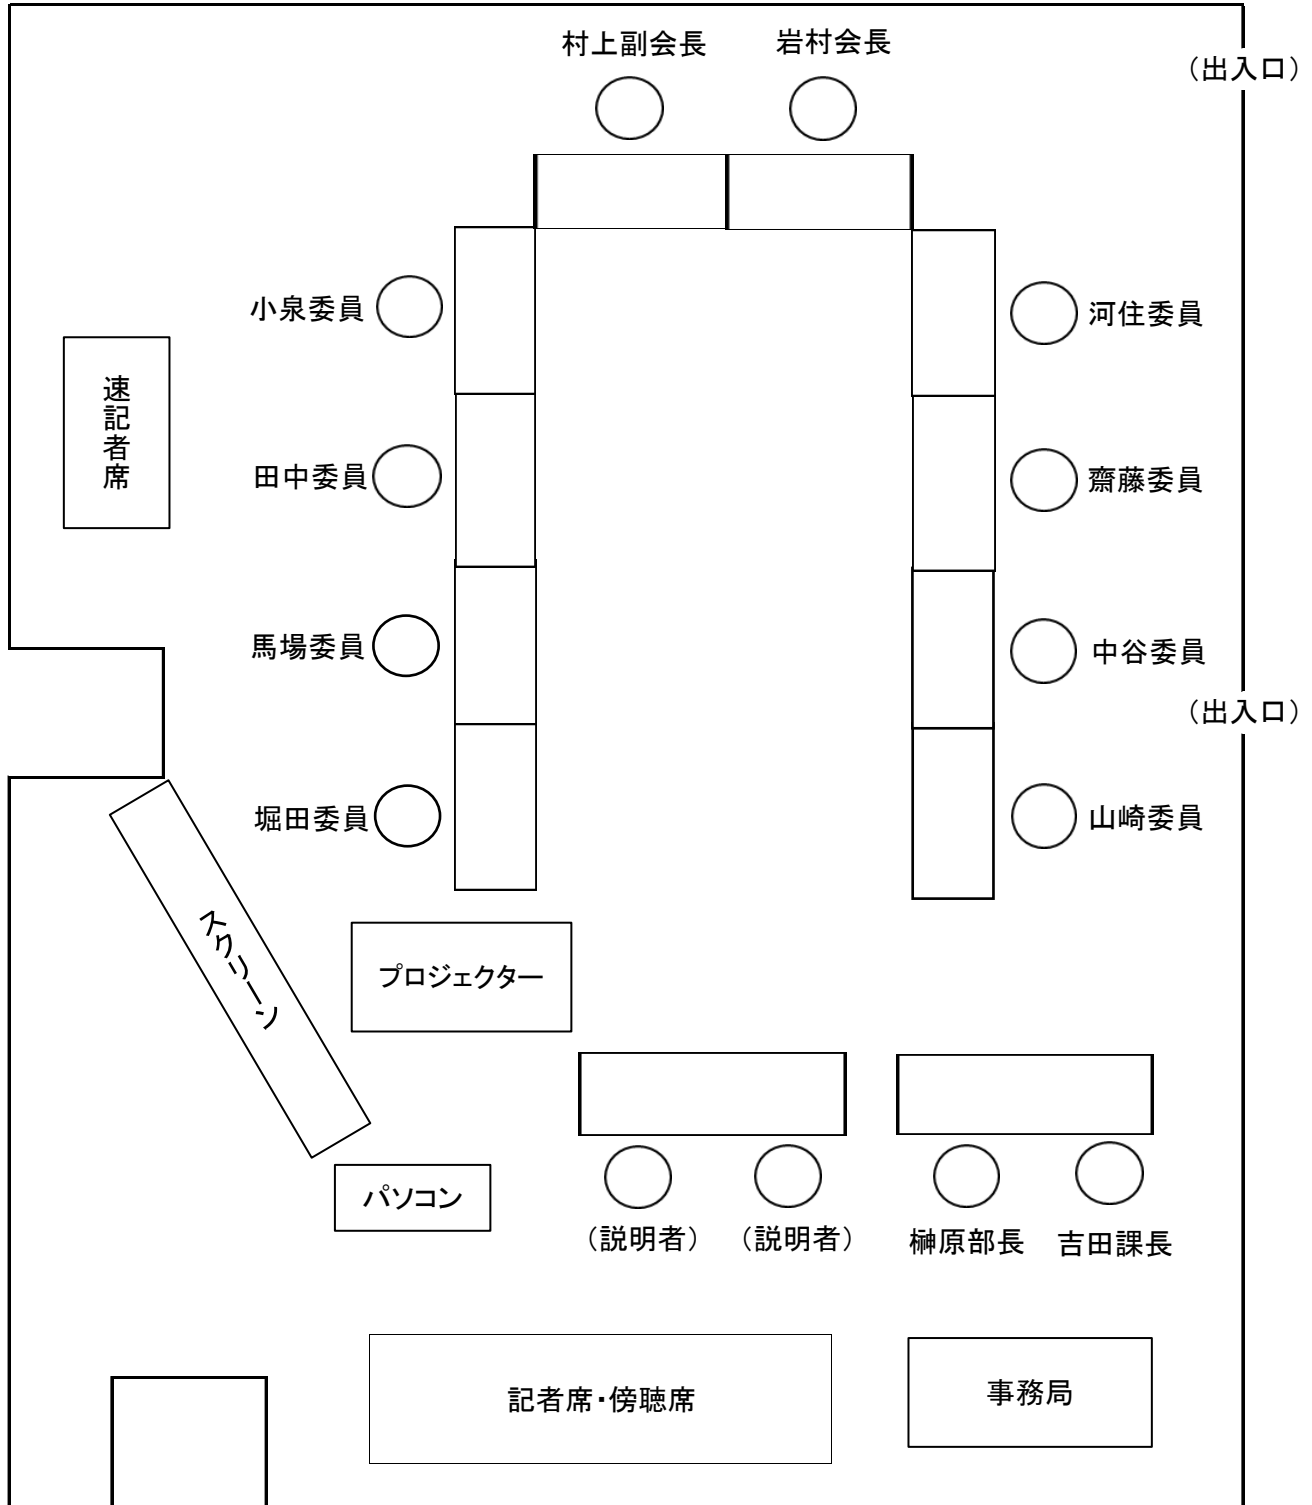 村上副会長
岩村会長
（出入口）
小泉委員
河住委員
速記者席
田中委員
齋藤委員
馬場委員
中谷委員
（出入口）
堀田委員
山崎委員
スクリーン
プロジェクター
パソコン
（説明者）
（説明者）
榊原部長
吉田課長
記者席・傍聴席
事務局